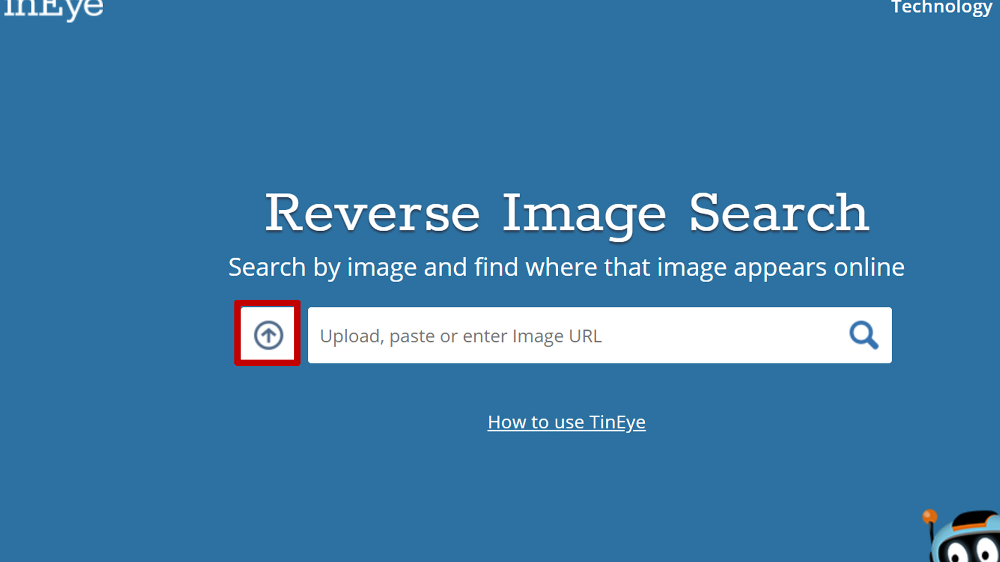 inEye
Technology
Reverse Image Search
Search by image and find where that image appears online
Upload, paste or enter Image URL
How to use TinEye